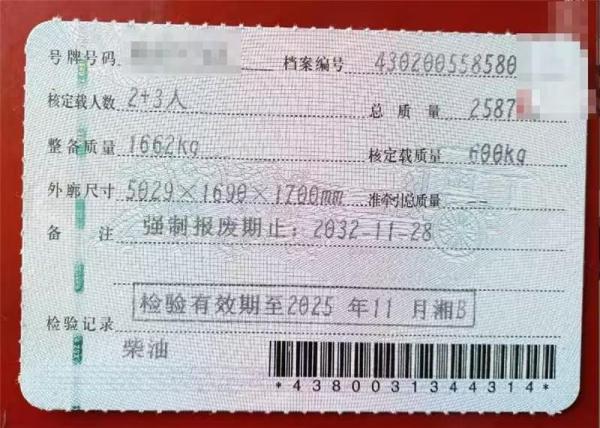 号牌号码 档案编号 430200558580
核定载人数 2+3人 总质量 2587
整备质量 1662kg 核定载质量 600kg
外廓尺寸 5029×1690×1700mm 准牵引总质量 --
备注 强制报废期止：2032-11-28
检验有效期至2025 年11 月湘B
检验记录
柴油
*4380031344314*